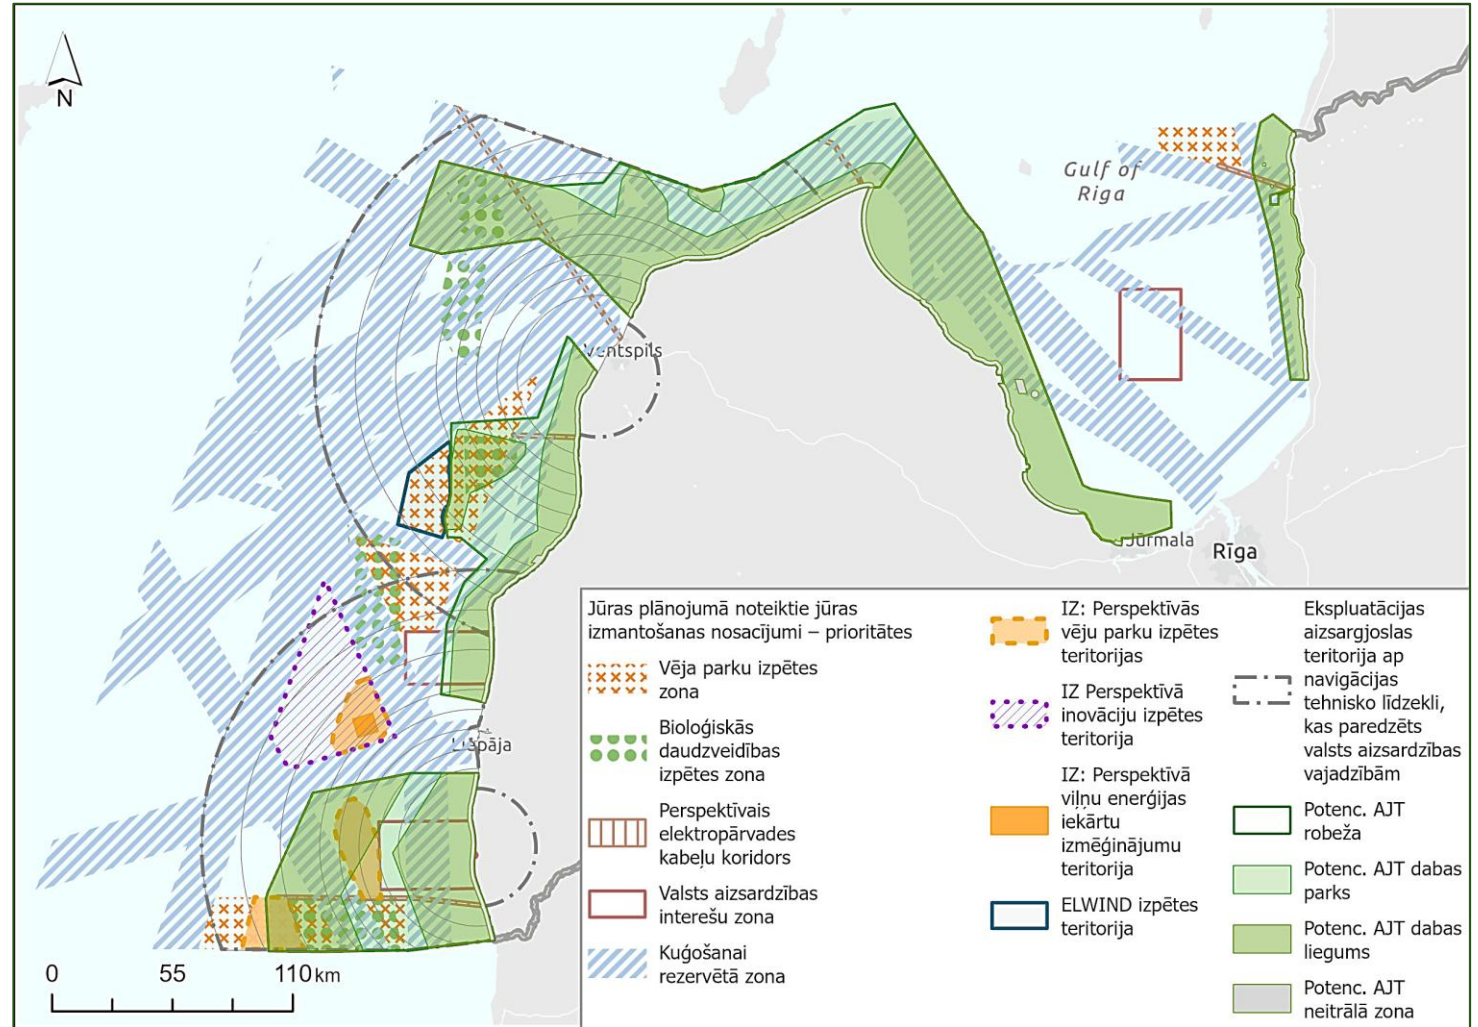 N
Gulf of
Riga
Ventspils
Jūrmala
Rīga
Liepāja
0 55 110 km
Jūras plānojumā noteiktie jūras
izmantošanas nosacījumi – prioritātes
Vēja parku izpētes
zona
Bioloģiskās
daudzveidības
izpētes zona
Perspektīvais
elektropārvades
kabeļu koridors
Valsts aizsardzības
interešu zona
Kuģošanai
rezervētā zona
IZ: Perspektīvās
vēju parku izpētes
teritorijas
IZ Perspektīvā
inovāciju izpētes
teritorija
IZ: Perspektīvā
viļņu enerģijas
iekārtu
izmēģinājumu
teritorija
ELWIND izpētes
teritorija
Ekspluatācijas
aizsargjoslas
teritorija ap
navigācijas
tehnisko līdzekli,
kas paredzēts
valsts aizsardzības
vajadzībām
Potenc. AJT
robeža
Potenc. AJT dabas
parks
Potenc. AJT dabas
liegums
Potenc. AJT
neitrālā zona